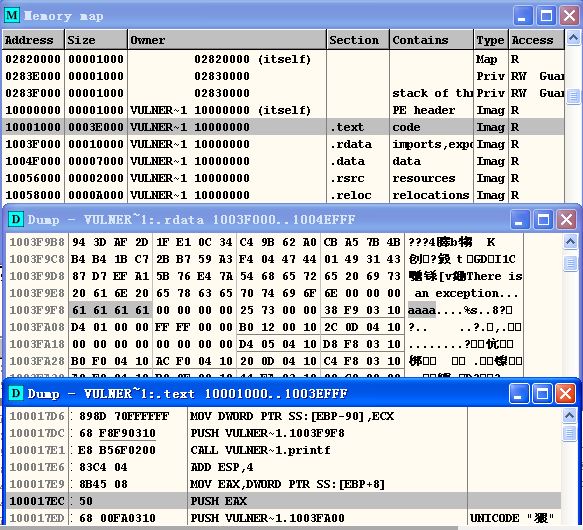 Memory map
Address Size Owner Section Contains Type Access
02820000 00001000 02820000 (itself) Map R
0283E000 00001000 02830000 Priv RW Guar
0283F000 00001000 02830000 stack of thr Priv RW Guar
10000000 00001000 VULNER~1 10000000 (itself) PE header Imag R
10001000 0003E000 VULNER~1 10000000 .text code Imag R
1003F000 00010000 VULNER~1 10000000 .rdata imports,expo Imag R
1004F000 00007000 VULNER~1 10000000 .data data Imag R
10056000 00002000 VULNER~1 10000000 .rsrc resources Imag R
10058000 0000A000 VULNER~1 10000000 .reloc relocations Imag R
Dump - VULNER~1:.rdata 1003F000..1004EFFF
1003F9B8 94 3D AF 2D 1F E1 0C 34 C4 9B 62 A0 CB A5 7B 4B
1003F9C8 B4 B4 1B C7 2B B7 59 A3 F4 04 47 44 01 49 31 43
1003F9D8 87 D7 EF A1 5B 76 E4 7A 54 68 65 72 65 20 69 73 There is
1003F9E8 20 61 6E 20 65 78 63 65 70 74 69 6F 6E 00 00 00 an exception...
1003F9F8 61 61 61 61 00 00 00 00 25 73 00 00 38 F9 03 10 aaaa....%s..8?
1003FA08 D4 01 00 00 FF FF 00 00 B0 12 00 10 2C 0D 04 10
1003FA18 00 00 00 00 00 00 00 00 D4 05 04 10 D8 F8 03 10
1003FA28 B0 F0 04 10 AC F0 04 10 20 0D 04 10 C4 F8 03 10
Dump - VULNER~1:.text 10001000..1003EFFF
100017D6 . 898D 70FFFFFF MOV DWORD PTR SS:[EBP-90],ECX
100017DC . 68 F8F90310 PUSH VULNER~1.1003F9F8
100017E1 . E8 B56F0200 CALL VULNER~1.printf
100017E6 . 83C4 04 ADD ESP,4
100017E9 . 8B45 08 MOV EAX,DWORD PTR SS:[EBP+8]
100017EC . 50 PUSH EAX
100017ED . 68 00FA0310 PUSH VULNER~1.1003FA00 UNICODE "